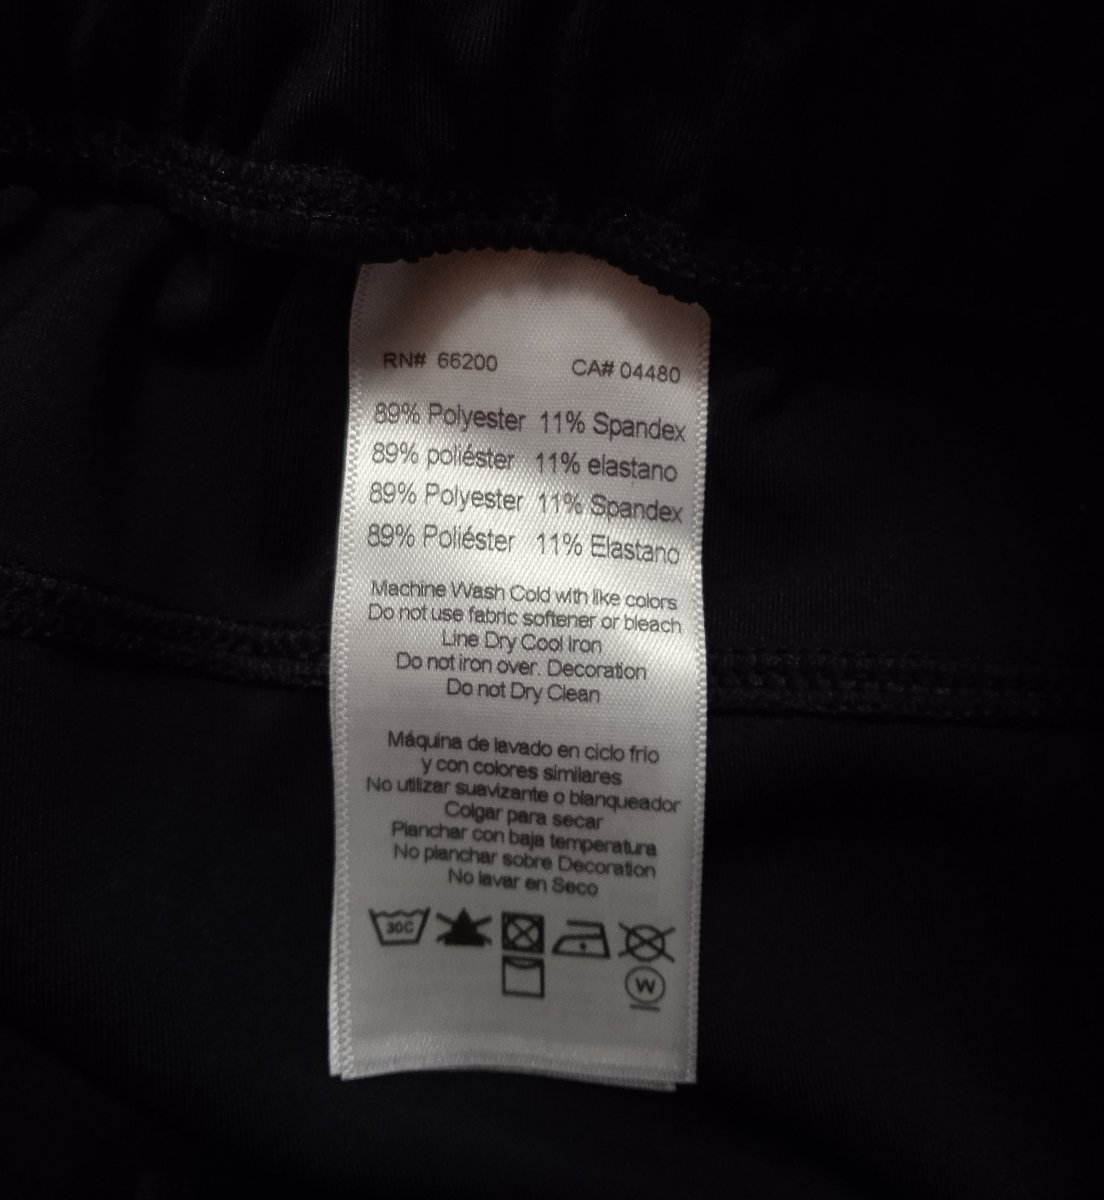 RN# 66200 CA# 04480
89% Polyester 11% Spandex
89% poliéster 11% elastano
89% Polyester 11% Spandex
89% Poliéster 11% Elastano
Machine Wash Cold with like colors
Do not use fabric softener or bleach
Line Dry Cool Iron
Do not iron over. Decoration
Do not Dry Clean
Máquina de lavado en ciclo frío
y con colores similares
No utilizar suavizante o blanqueador
Colgar para secar
Planchar con baja temperatura
No planchar sobre Decoration
No lavar en Seco
30C
W